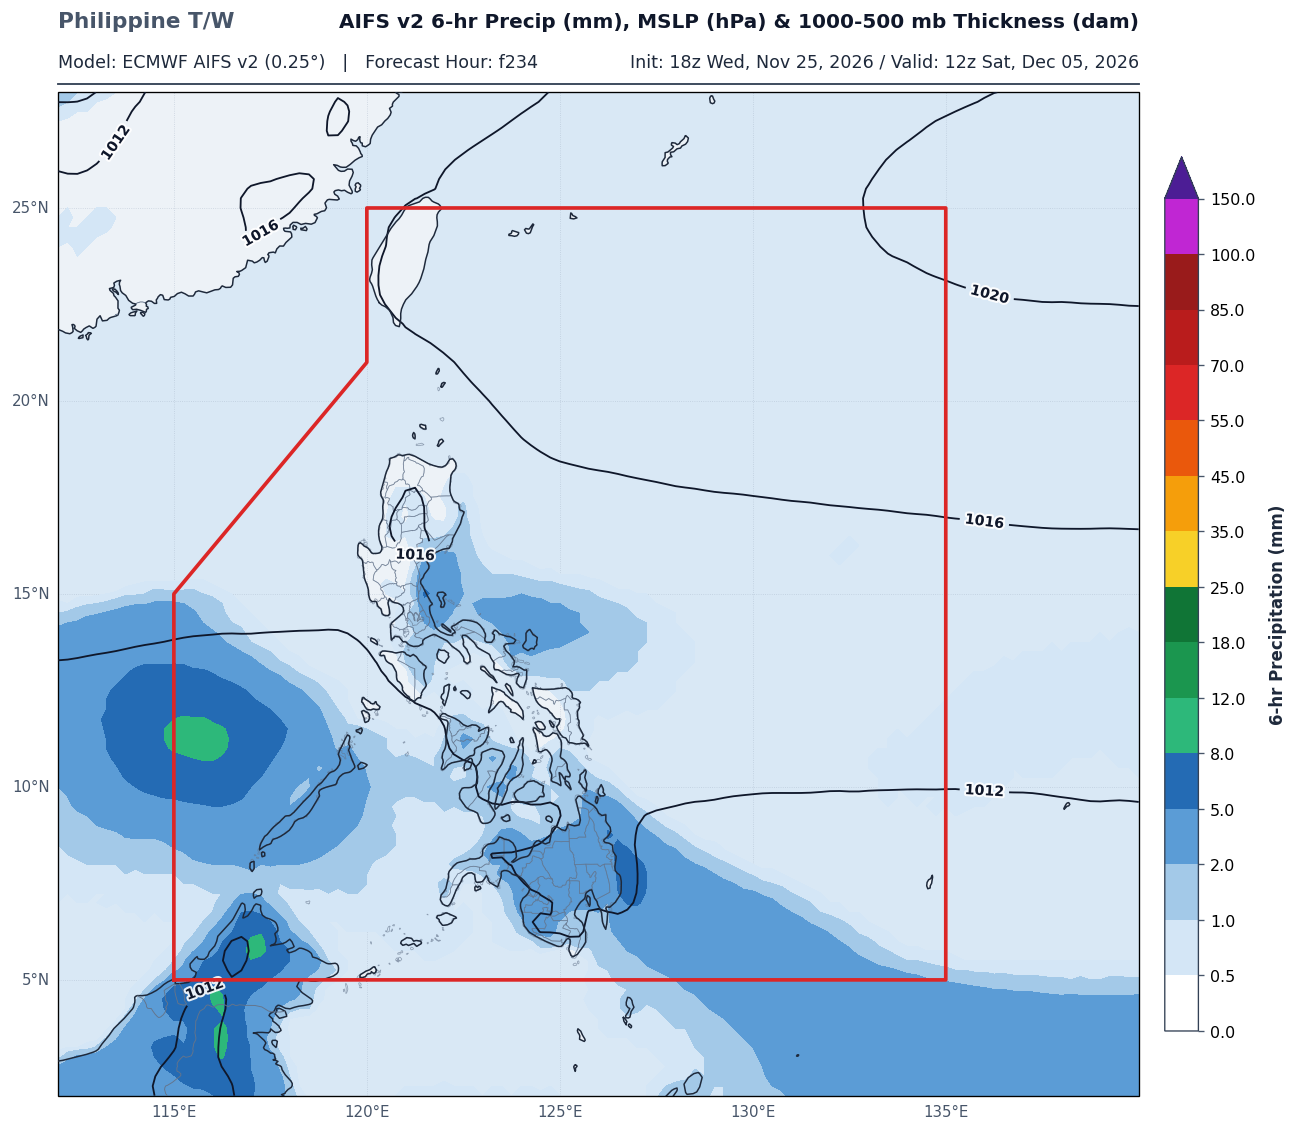 Philippine T/W
AIFS v2 6-hr Precip (mm), MSLP (hPa) & 1000-500 mb Thickness (dam)
Model: ECMWF AIFS v2 (0.25°) | Forecast Hour: f234
Init: 18z Wed, Nov 25, 2026 / Valid: 12z Sat, Dec 05, 2026
1012
1016
1020
1016
1016
1012
1012
25°N
20°N
15°N
10°N
5°N
115°E
120°E
125°E
130°E
135°E
150.0
100.0
85.0
70.0
55.0
45.0
35.0
25.0
18.0
12.0
8.0
5.0
2.0
1.0
0.5
0.0
6-hr Precipitation (mm)